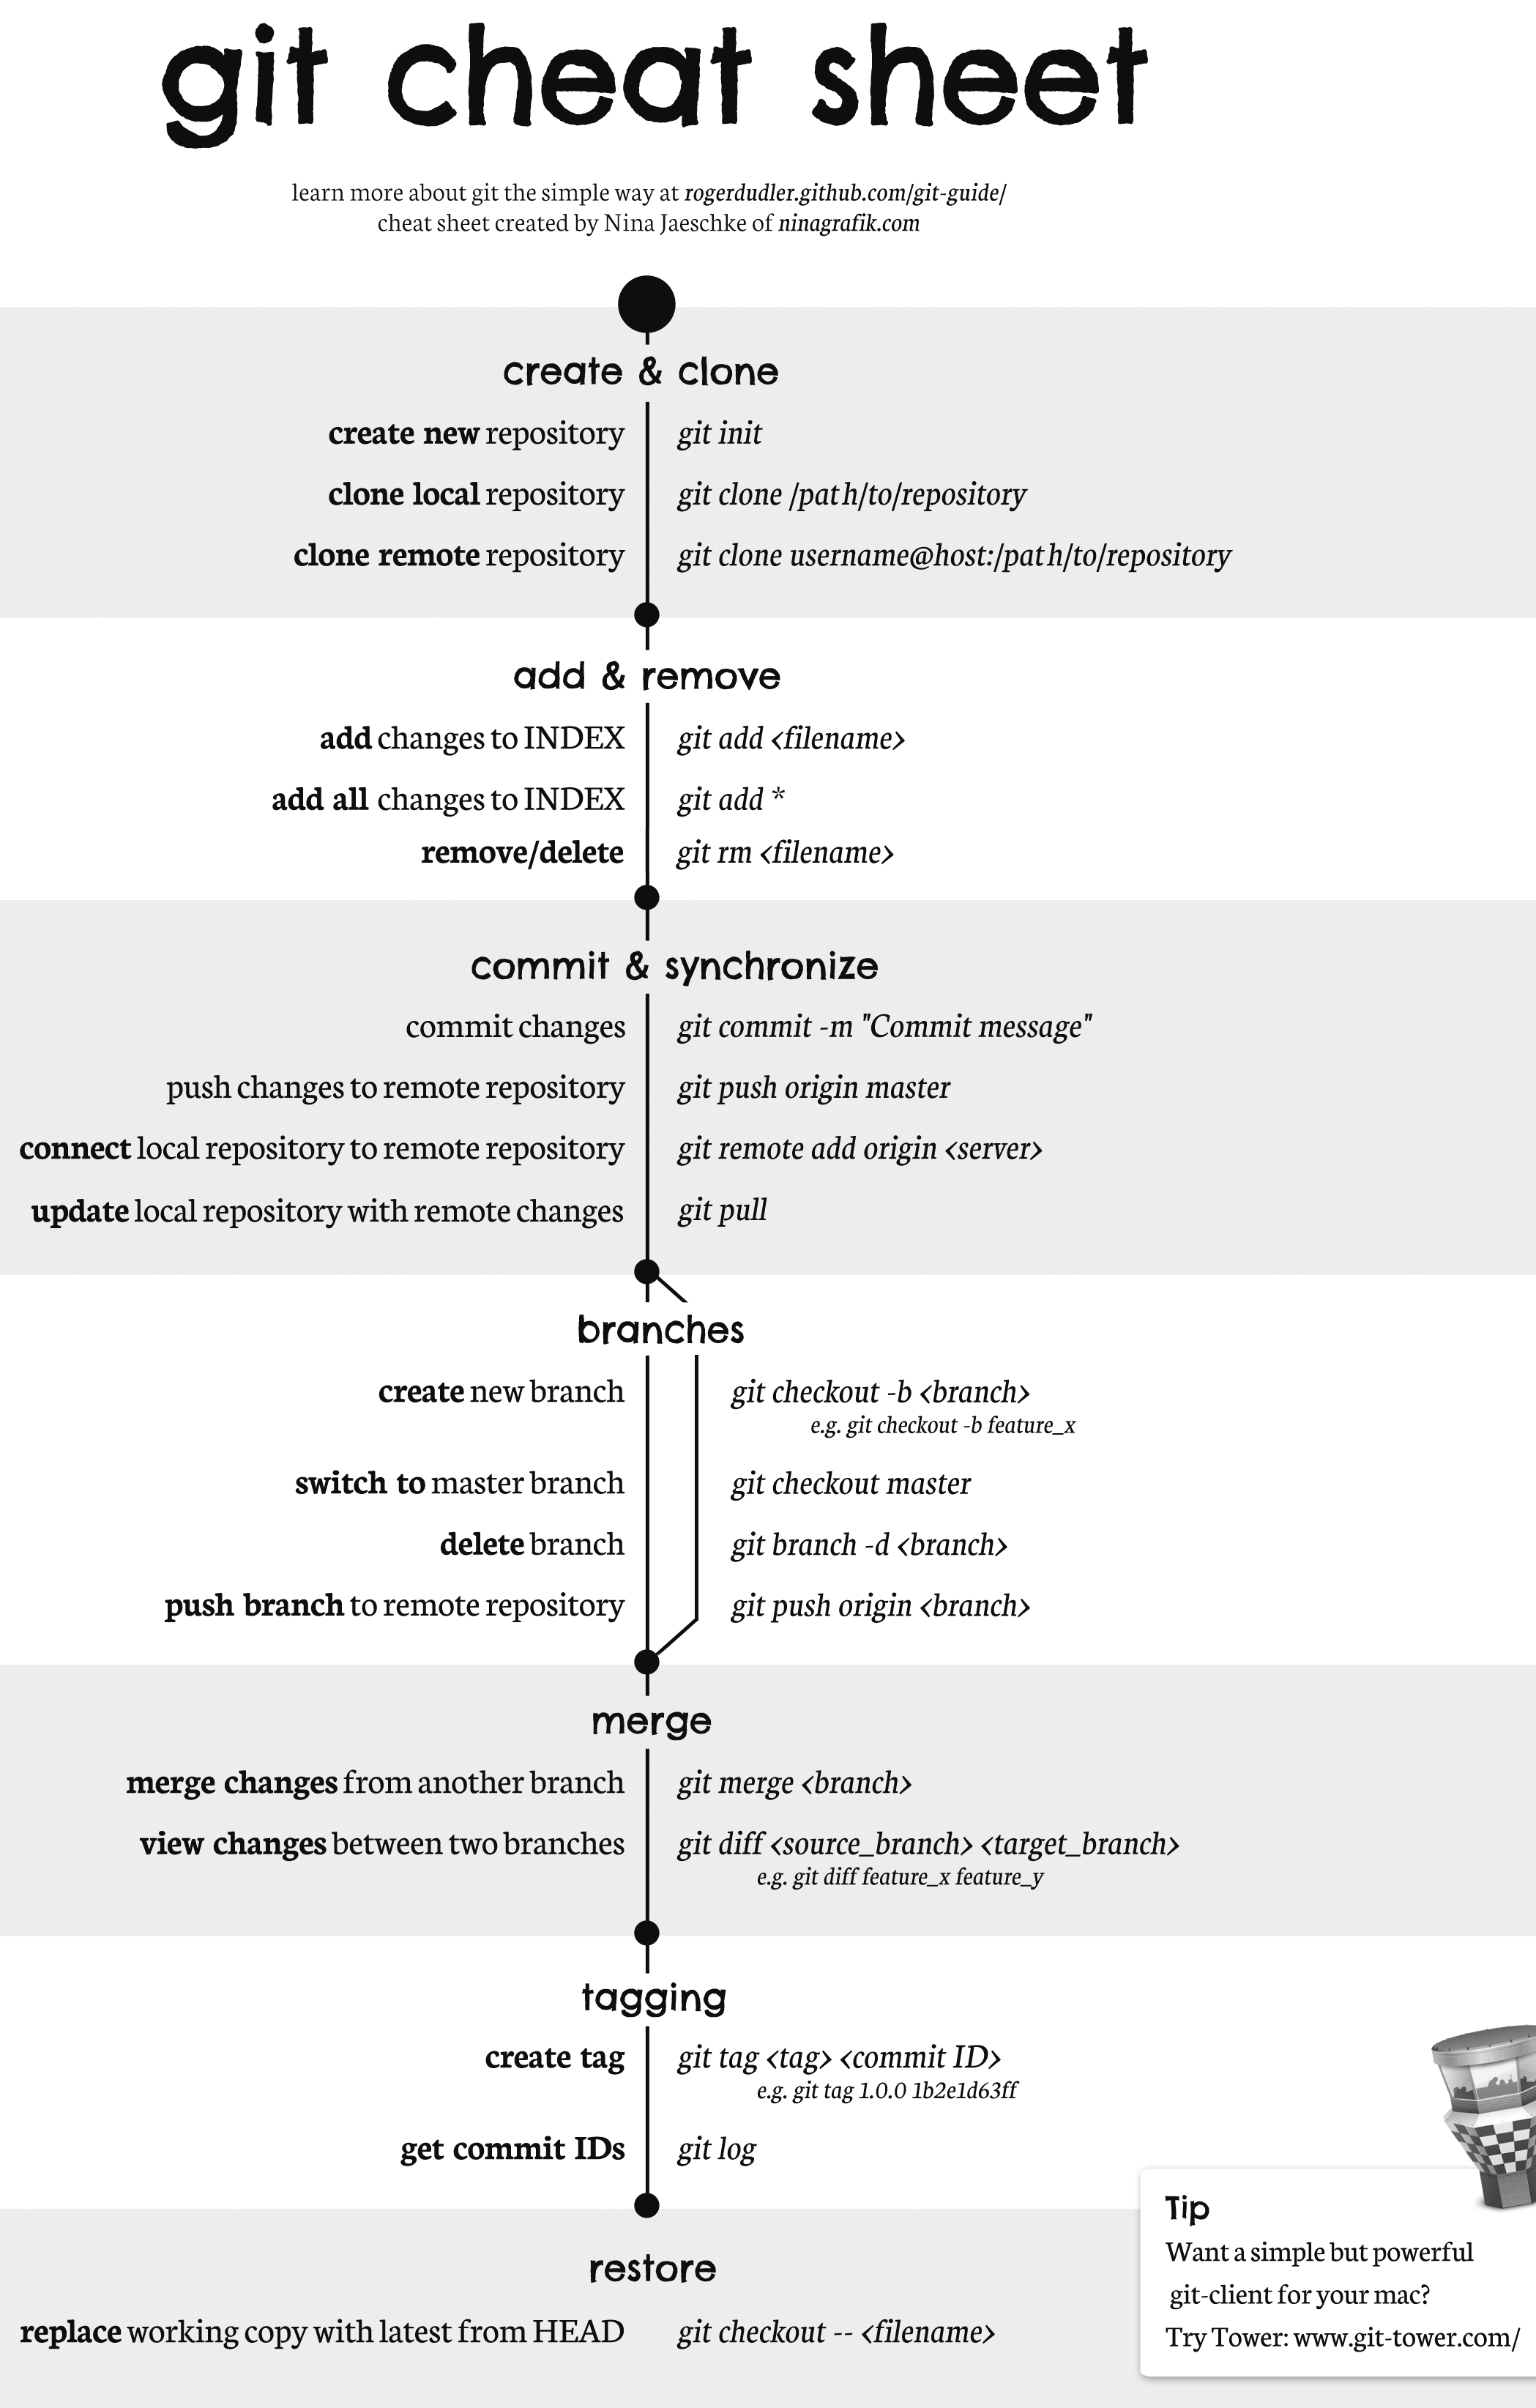 git cheat sheet
learn more about git the simple way at rogerdudler.github.com/git-guide/
cheat sheet created by Nina Jaeschke of ninagrafik.com
create & clone
create new repository git init
clone local repository git clone /path/to/repository
clone remote repository git clone username@host:/path/to/repository
add & remove
add changes to INDEX git add <filename>
add all changes to INDEX git add *
remove/delete git rm <filename>
commit & synchronize
commit changes git commit -m "Commit message"
push changes to remote repository git push origin master
connect local repository to remote repository git remote add origin <server>
update local repository with remote changes git pull
branches
create new branch git checkout -b <branch>
e.g. git checkout -b feature_x
switch to master branch git checkout master
delete branch git branch -d <branch>
push branch to remote repository git push origin <branch>
merge
merge changes from another branch git merge <branch>
view changes between two branches git diff <source_branch> <target_branch>
e.g. git diff feature_x feature_y
tagging
create tag git tag <tag> <commit ID>
e.g. git tag 1.0.0 1b2e1d63ff
get commit IDs git log
restore
replace working copy with latest from HEAD git checkout -- <filename>
Tip
Want a simple but powerful
git-client for your mac?
Try Tower: www.git-tower.com/